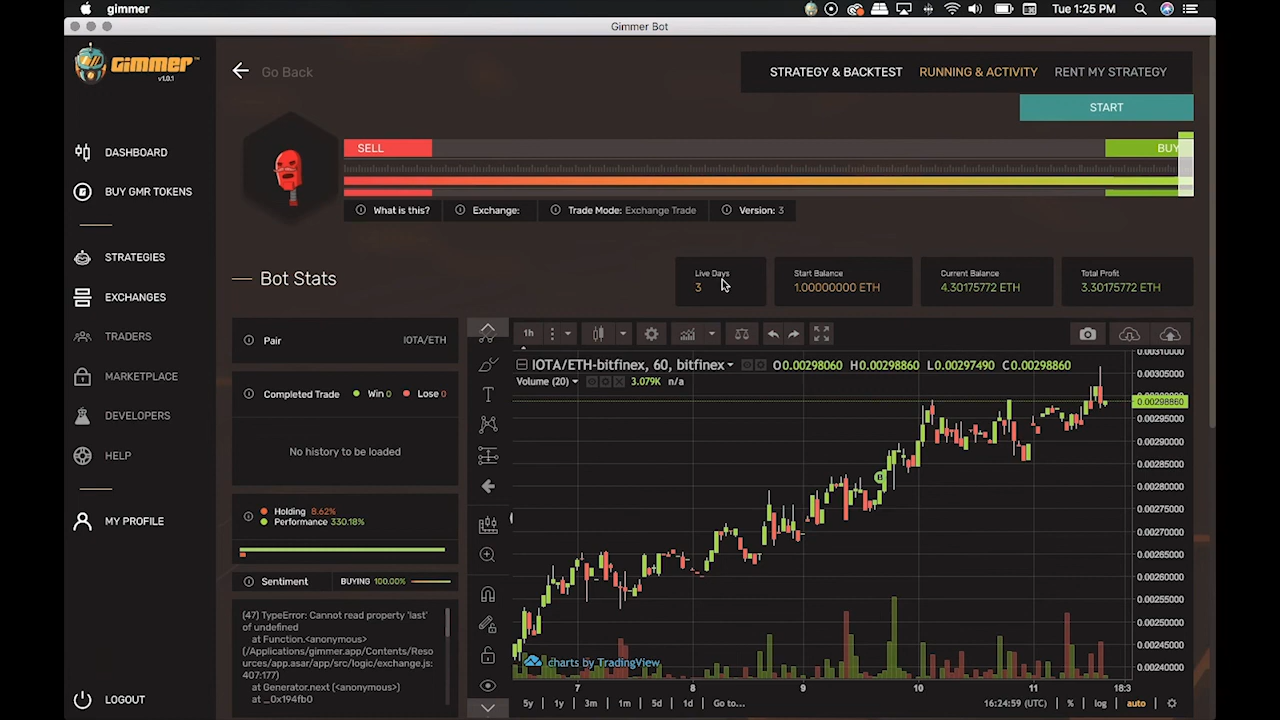 gimmer
Tue 1:25 PM
Gimmer Bot
GIMMER™
v1.0.1
Go Back
STRATEGY & BACKTEST
RUNNING & ACTIVITY
RENT MY STRATEGY
START
SELL
BUY
What is this?
Exchange:
Trade Mode: Exchange Trade
Version: 3
DASHBOARD
BUY GMR TOKENS
STRATEGIES
EXCHANGES
TRADERS
MARKETPLACE
DEVELOPERS
HELP
MY PROFILE
LOGOUT
Bot Stats
Live Days
3
Start Balance
1.00000000 ETH
Current Balance
4.30175772 ETH
Total Profit
3.30175772 ETH
Pair
IOTA/ETH
Completed Trade
Win 0
Lose 0
No history to be loaded
Holding 8.62%
Performance 330.18%
Sentiment
BUYING 100.00%
(47) TypeError: Cannot read property 'last'
of undefined
at Function.<anonymous>
(/Applications/gimmer.app/Contents/Reso
urces/app.asar/app/src/logic/exchange.js:
407:177)
at Generator.next (<anonymous>)
at _0x194fb0
1h
IOTA/ETH-bitfinex, 60, bitfinex
O0.00298060 H0.00298860 L0.00297490 C0.00298860
Volume (20)
3.079K n/a
0.00310000
0.00305000
0.00298860
0.00295000
0.00290000
0.00285000
0.00280000
0.00275000
0.00270000
0.00265000
0.00260000
0.00255000
0.00250000
0.00245000
0.00240000
charts by TradingView
7 8 9 10 11 18:3
5y 1y 3m 1m 5d 1d Go to...
16:24:59 (UTC)
% log auto